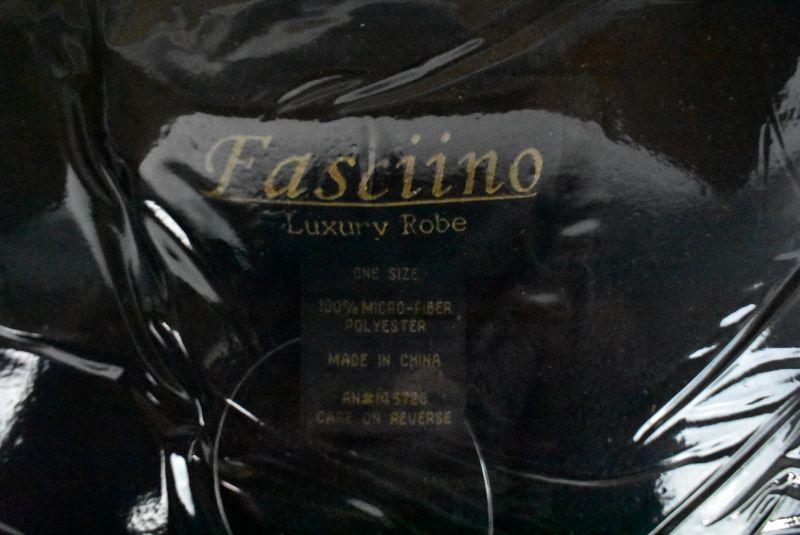 Fasciino
Luxury Robe
ONE SIZE
100% MICRO-FIBER
POLYESTER
MADE IN CHINA
CARE ON REVERSE